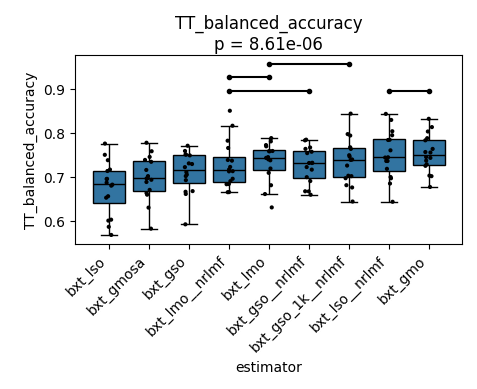 TT_balanced_accuracy
p = 8.61e-06
TT_balanced_accuracy
0.9
0.8
0.7
0.6
bxt_lso
bxt_gmosa
bxt_gso
bxt_lmo__nrlmf
bxt_lmo
bxt_gso__nrlmf
bxt_gso_1k__nrlmf
bxt_lso__nrlmf
bxt_gmo
estimator